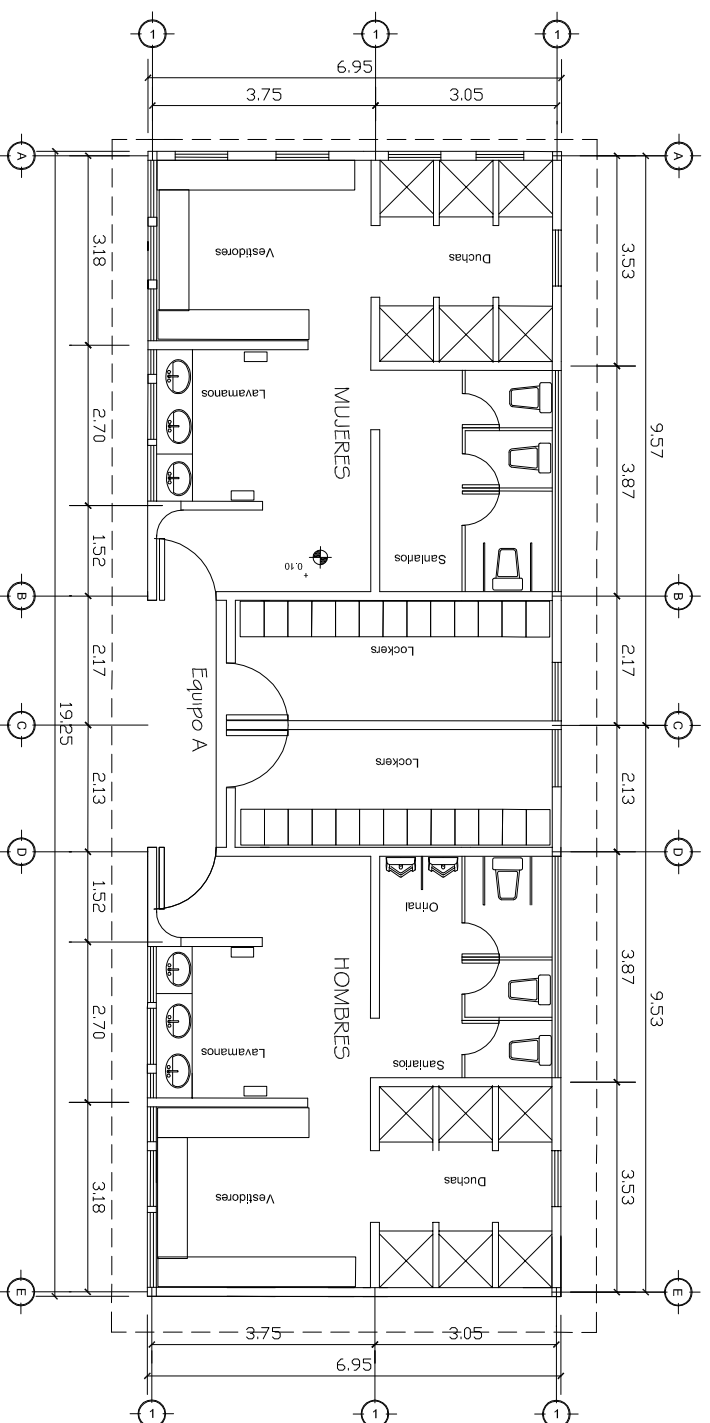 1
1
1
6.95
3.75
3.05
A
A
3.18
3.53
Vestidores
Duchas
9.57
2.70
Lavamanos
MUJERES
3.87
Sanitarios
1.52
0.10
+
B
B
2.17
Lockers
2.17
19.25
Equipo A
C
C
2.13
Lockers
2.13
D
D
1.52
Orinal
3.87
9.53
HOMBRES
2.70
Lavamanos
Sanitarios
3.18
Vestidores
Duchas
3.53
E
E
3.75
3.05
6.95
1
1
1